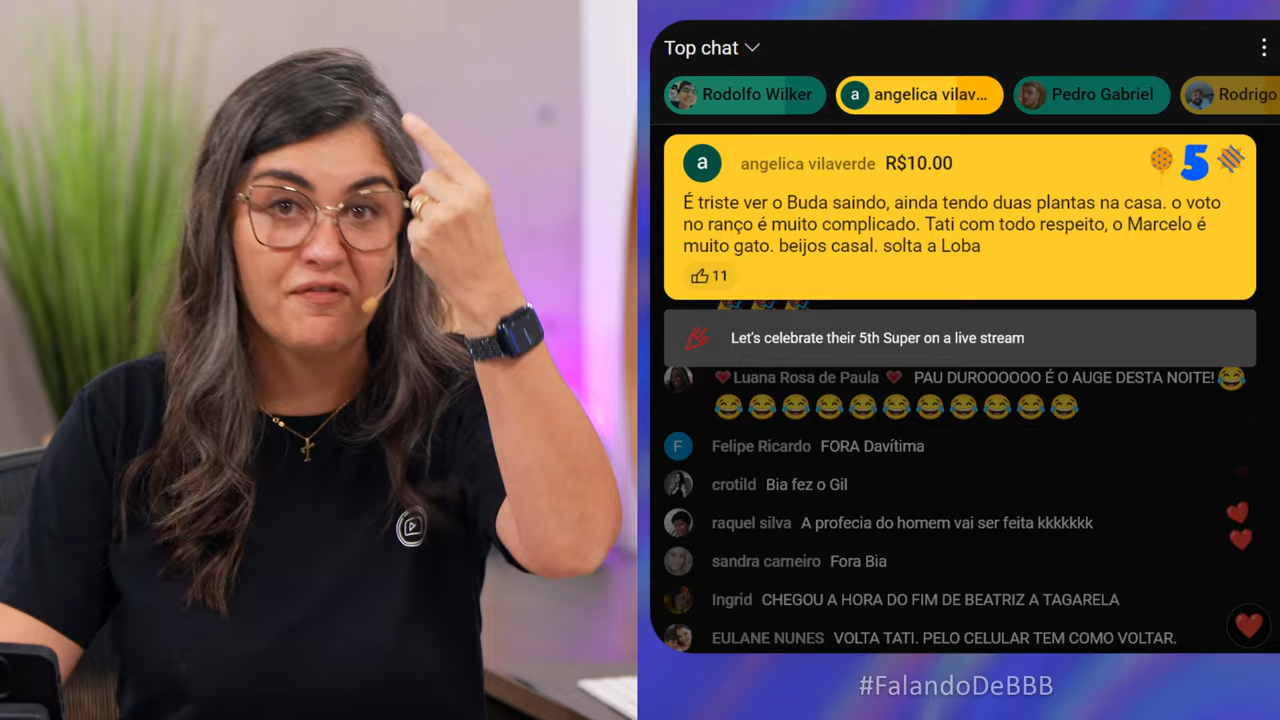 Top chat
Rodolfo Wilker
a angelica vilav...
Pedro Gabriel
Rodrigo
a angelica vilaverde R$10.00
5
É triste ver o Buda saindo, ainda tendo duas plantas na casa. o voto
no ranço é muito complicado. Tati com todo respeito, o Marcelo é
muito gato. beijos casal. solta a Loba
11
Let's celebrate their 5th Super on a live stream
Luana Rosa de Paula PAU DUROOOOOO É O AUGE DESTA NOITE!
F Felipe Ricardo FORA Davítima
crotild Bia fez o Gil
raquel silva A profecia do homem vai ser feita kkkkkkk
sandra carneiro Fora Bia
Ingrid CHEGOU A HORA DO FIM DE BEATRIZ A TAGARELA
EULANE NUNES VOLTA TATI. PELO CELULAR TEM COMO VOLTAR.
#FalandoDeBBB